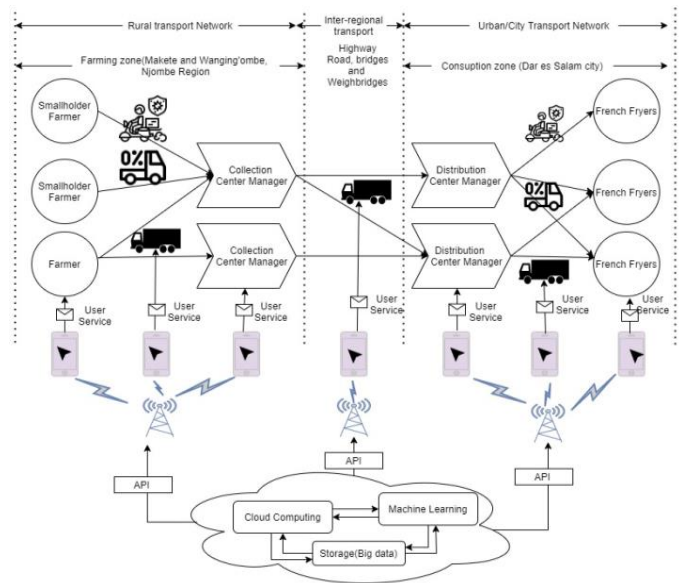 Rural transport Network
Inter-regional
transport
Urban/City Transport Network
Farming zone(Makete and Wanging'ombe,
Njombe Region
Highway
Road, bridges
and
Weighbridges
Consuption zone (Dar es Salam city)
Smallholder
Farmer
0%
Smallholder
Farmer
Farmer
Collection
Center Manager
Collection
Center Manager
Distribution
Center Manager
Distribution
Center Manager
0%
French Fryers
French Fryers
French Fryers
User
Service
User
Service
User
Service
User
Service
User
Service
User
Service
User
Service
API
API
API
Cloud Computing
Machine Learning
Storage(Big data)